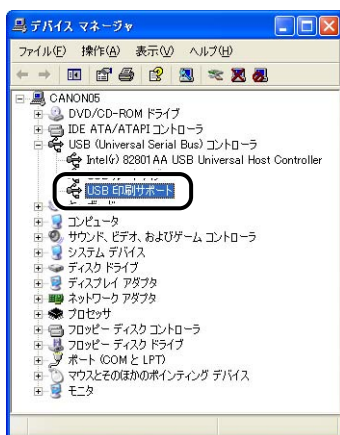 デバイス マネージャ
ファイル(F) 操作(A) 表示(V) ヘルプ(H)
CANON05
DVD/CD-ROM ドライブ
IDE ATA/ATAPI コントローラ
USB (Universal Serial Bus) コントローラ
Intel(r) 82801AA USB Universal Host Controller
USB 印刷サポート
コンピュータ
サウンド、ビデオ、およびゲーム コントローラ
システム デバイス
ディスク ドライブ
ディスプレイ アダプタ
ネットワーク アダプタ
プロセッサ
フロッピー ディスク コントローラ
フロッピー ディスク ドライブ
ポート (COM と LPT)
マウスとそのほかのポインティング デバイス
モニタ